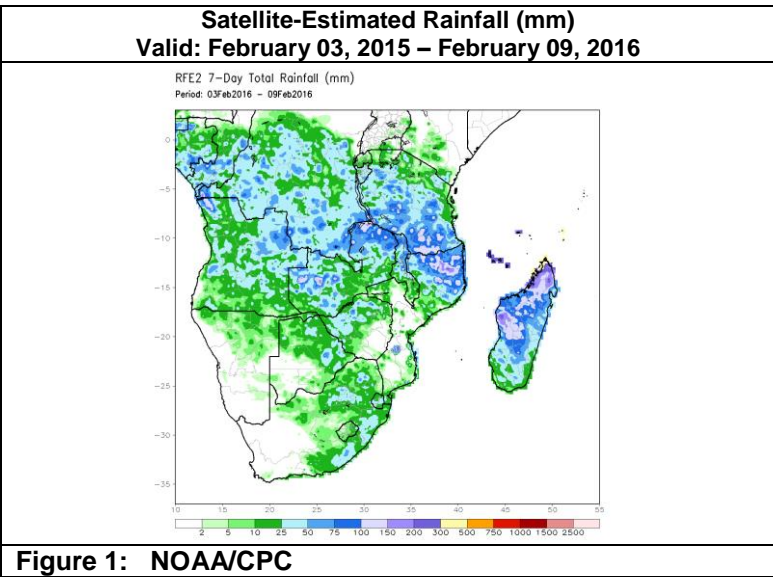 Satellite-Estimated Rainfall (mm)
Valid: February 03, 2015 – February 09, 2016
RFE2 7-Day Total Rainfall (mm)
Period: 03Feb2016 - 09Feb2016
0
-5
-10
-15
-20
-25
-30
-35
10 15 20 25 30 35 40 45 50 55
2 5 10 25 50 75 100 150 200 300 500 750 1000 1500 2500
Figure 1: NOAA/CPC